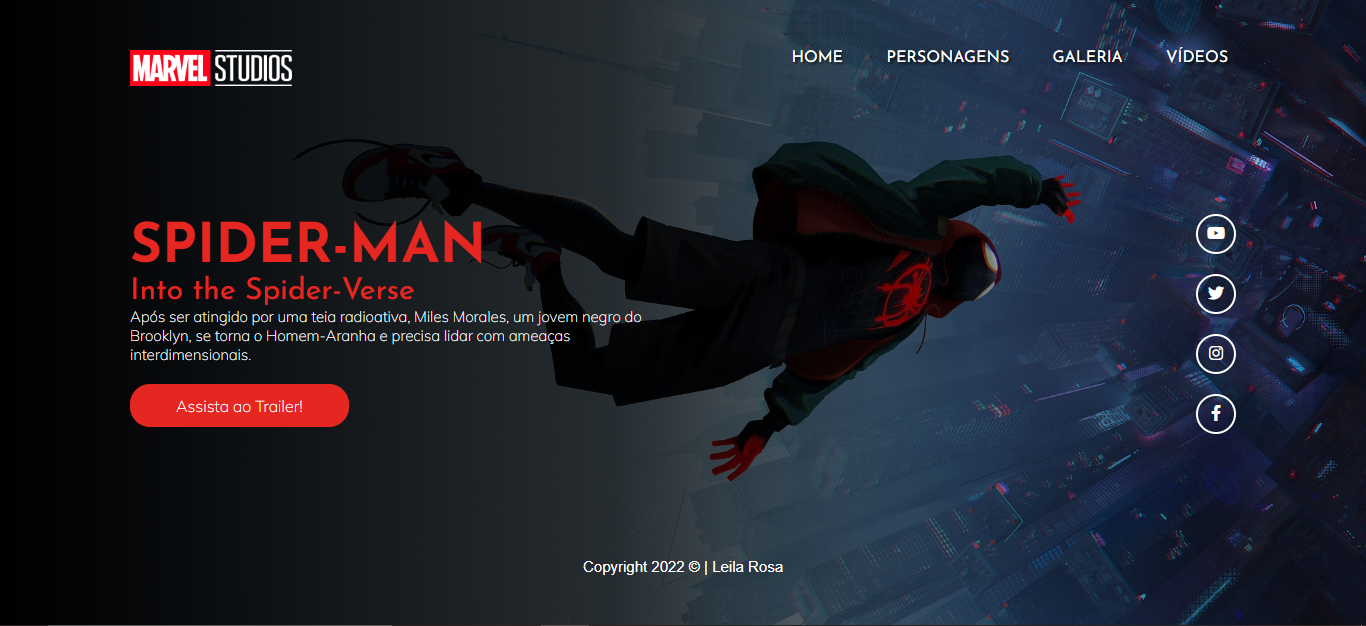 MARVEL STUDIOS
HOME PERSONAGENS GALERIA VÍDEOS
SPIDER-MAN
Into the Spider-Verse
Após ser atingido por uma teia radioativa, Miles Morales, um jovem negro do
Brooklyn, se torna o Homem-Aranha e precisa lidar com ameaças
interdimensionais.
Assista ao Trailer!
Copyright 2022 © | Leila Rosa